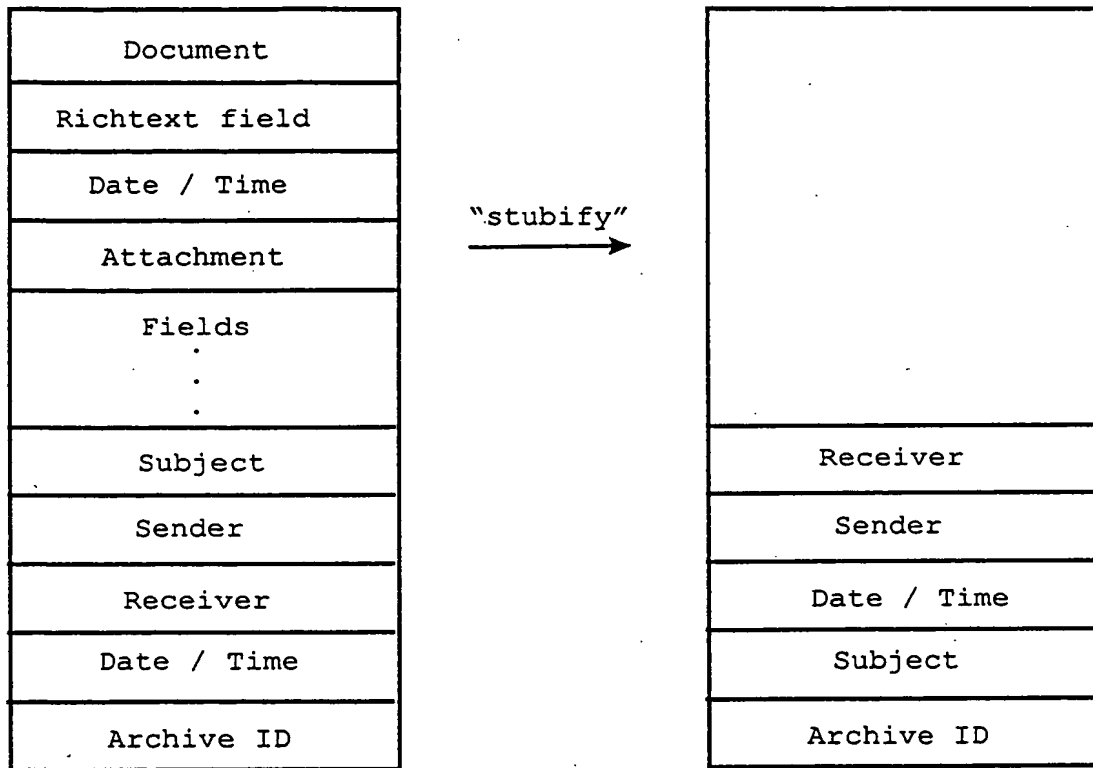 Document
Richtext field
Date / Time
Attachment
Fields
.
.
.
Subject
Sender
Receiver
Date / Time
Archive ID
“stubify”
Receiver
Sender
Date / Time
Subject
Archive ID